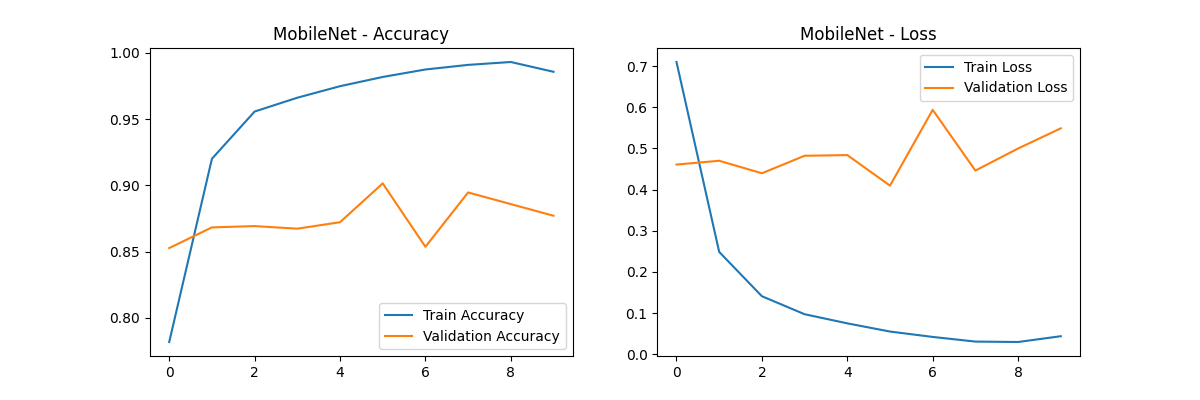 MobileNet - Accuracy
1.00
0.95
0.90
0.85
0.80
0 2 4 6 8
Train Accuracy
Validation Accuracy
MobileNet - Loss
0.7
0.6
0.5
0.4
0.3
0.2
0.1
0.0
0 2 4 6 8
Train Loss
Validation Loss